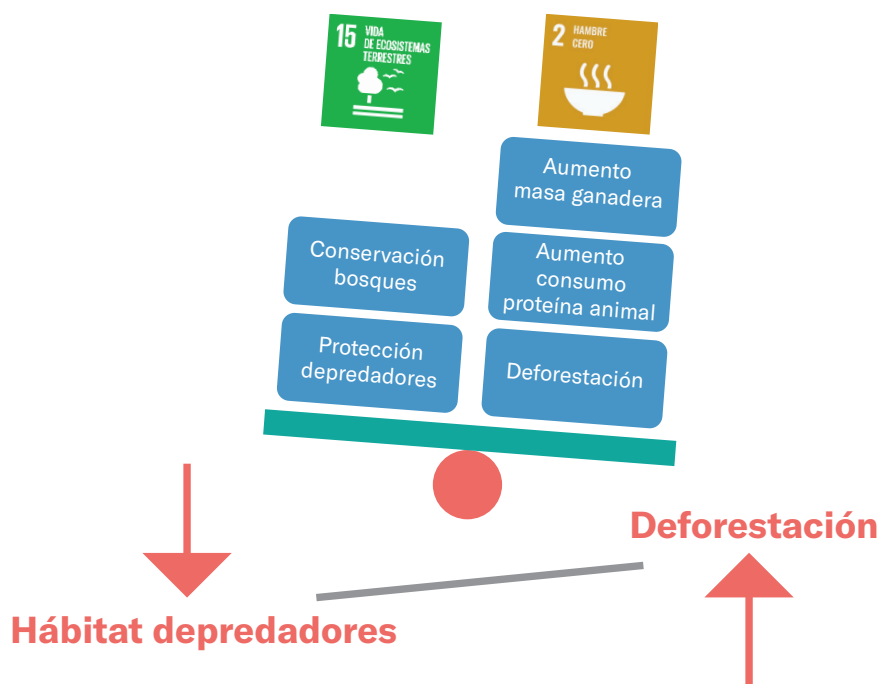 15 VIDA
DE ECOSISTEMAS
TERRESTRES
2 HAMBRE
CERO
Aumento
masa ganadera
Conservación
bosques
Aumento
consumo
proteína animal
Protección
depredadores
Deforestación
Deforestación
Hábitat depredadores